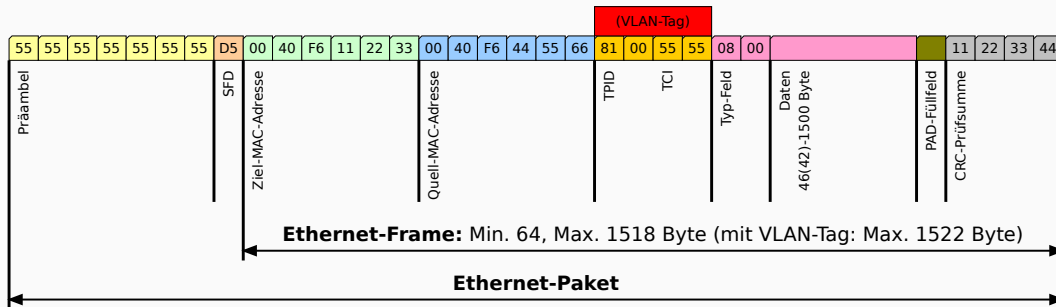 (VLAN-Tag)
55 55 55 55 55 55 55 D5 00 40 F6 11 22 33 00 40 F6 44 55 66 81 00 55 55 08 00 11 22 33 44
Präambel
SFD
Ziel-MAC-Adresse
Quell-MAC-Adresse
TPID
TCI
Typ-Feld
Daten
46(42)-1500 Byte
PAD-Füllfeld
CRC-Prüfsumme
Ethernet-Frame: Min. 64, Max. 1518 Byte (mit VLAN-Tag: Max. 1522 Byte)
Ethernet-Paket